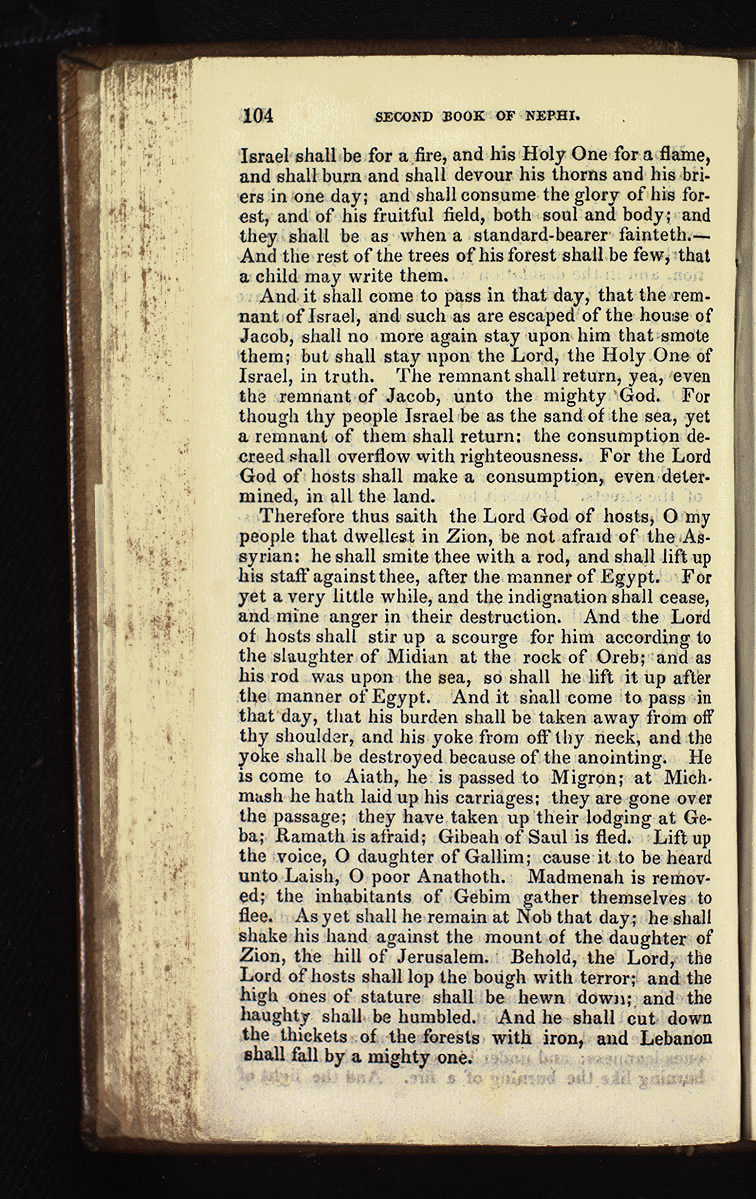 104 SECOND BOOK OF NEPHI.
Israel shall be for a fire, and his Holy One for a flame,
and shall burn and shall devour his thorns and his bri-
ers in one day; and shall consume the glory of his for-
est, and of his fruitful field, both soul and body; and
they shall be as when a standard-bearer fainteth.—
And the rest of the trees of his forest shall be few, that
a child may write them.
And it shall come to pass in that day, that the rem-
nant of Israel, and such as are escaped of the house of
Jacob, shall no more again stay upon him that smote
them; but shall stay upon the Lord, the Holy One of
Israel, in truth. The remnant shall return, yea, even
the remnant of Jacob, unto the mighty God. For
though thy people Israel be as the sand of the sea, yet
a remnant of them shall return: the consumption de-
creed shall overflow with righteousness. For the Lord
God of hosts shall make a consumption, even deter-
mined, in all the land.
Therefore thus saith the Lord God of hosts, O my
people that dwellest in Zion, be not afraid of the As-
syrian: he shall smite thee with a rod, and shall lift up
his staff against thee, after the manner of Egypt. For
yet a very little while, and the indignation shall cease,
and mine anger in their destruction. And the Lord
of hosts shall stir up a scourge for him according to
the slaughter of Midian at the rock of Oreb; and as
his rod was upon the sea, so shall he lift it up after
the manner of Egypt. And it shall come to pass in
that day, that his burden shall be taken away from off
thy shoulder, and his yoke from off thy neck, and the
yoke shall be destroyed because of the anointing. He
is come to Aiath, he is passed to Migron; at Mich-
mash he hath laid up his carriages; they are gone over
the passage; they have taken up their lodging at Ge-
ba; Ramath is afraid; Gibeah of Saul is fled. Lift up
the voice, O daughter of Gallim; cause it to be heard
unto Laish, O poor Anathoth. Madmenah is remov-
ed; the inhabitants of Gebim gather themselves to
flee. As yet shall he remain at Nob that day; he shall
shake his hand against the mount of the daughter of
Zion, the hill of Jerusalem. Behold, the Lord, the
Lord of hosts shall lop the bough with terror; and the
high ones of stature shall be hewn down; and the
haughty shall be humbled. And he shall cut down
the thickets of the forests with iron, and Lebanon
shall fall by a mighty one.